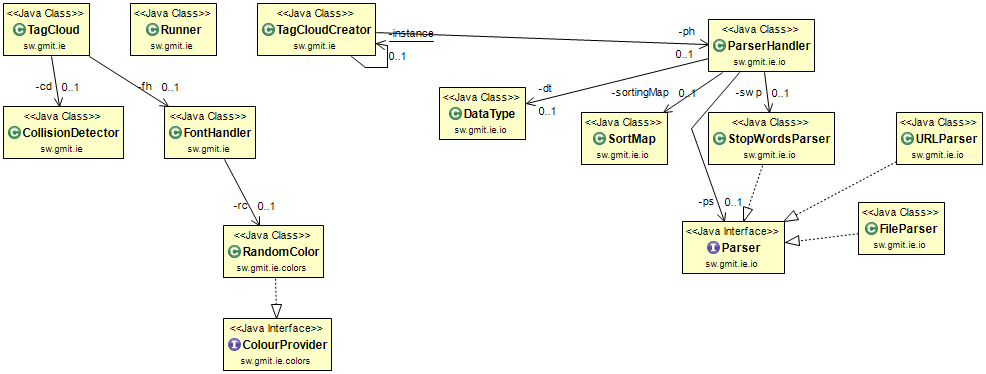 <<Java Class>>
TagCloud
sw.gmit.ie
<<Java Class>>
Runner
sw.gmit.ie
<<Java Class>>
TagCloudCreator
sw.gmit.ie
-instance
0..1
-ph
0..1
<<Java Class>>
ParserHandler
sw.gmit.ie.io
-cd
0..1
-fh
0..1
-dt
0..1
-sortingMap
0..1
-swp
0..1
<<Java Class>>
CollisionDetector
sw.gmit.ie
<<Java Class>>
FontHandler
sw.gmit.ie
<<Java Class>>
DataType
sw.gmit.ie.io
<<Java Class>>
SortMap
sw.gmit.ie.io
<<Java Class>>
StopWordsParser
sw.gmit.ie.io
<<Java Class>>
URLParser
sw.gmit.ie.io
-rc
0..1
-ps
0..1
<<Java Class>>
RandomColor
sw.gmit.ie.colors
<<Java Interface>>
Parser
sw.gmit.ie.io
<<Java Class>>
FileParser
sw.gmit.ie.io
<<Java Interface>>
ColourProvider
sw.gmit.ie.colors